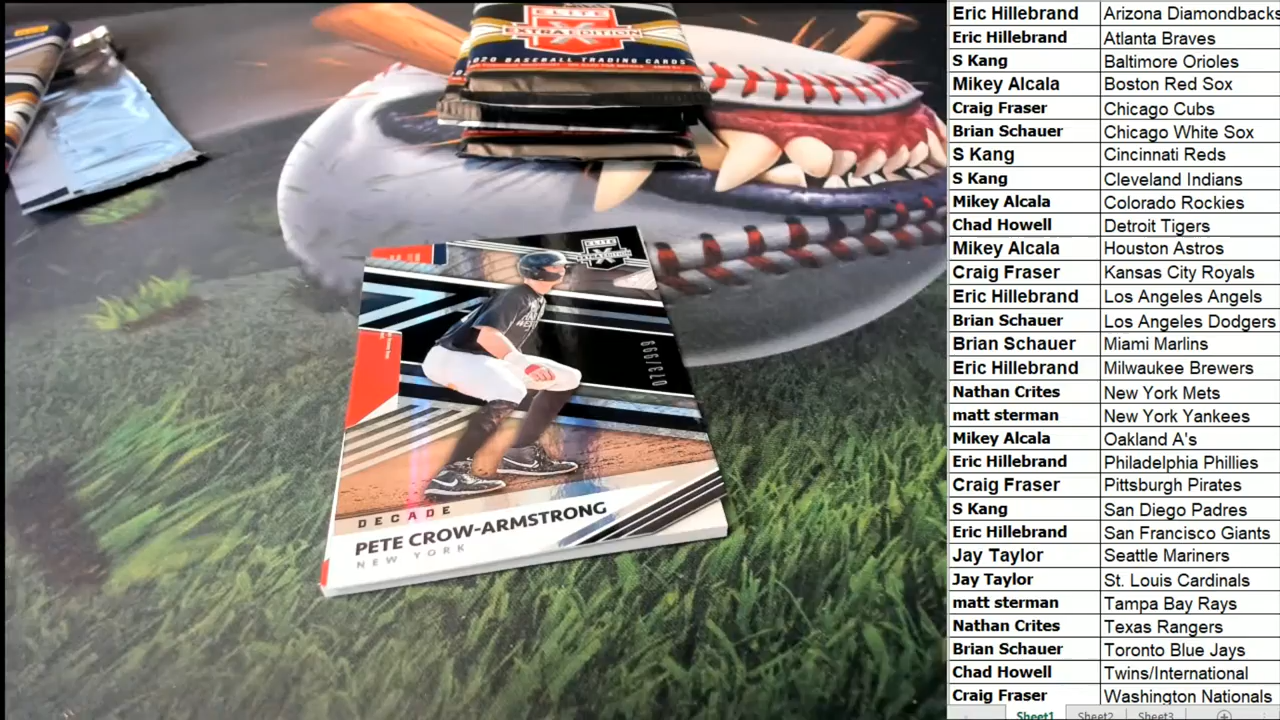 ELITE
EXTRA EDITION
2020 BASEBALL TRADING CARDS
ELITE
X
EXTRA EDITION
073/999
DECADE
PETE CROW-ARMSTRONG
NEW YORK
Eric Hillebrand Arizona Diamondbacks
Eric Hillebrand Atlanta Braves
S Kang Baltimore Orioles
Mikey Alcala Boston Red Sox
Craig Fraser Chicago Cubs
Brian Schauer Chicago White Sox
S Kang Cincinnati Reds
S Kang Cleveland Indians
Mikey Alcala Colorado Rockies
Chad Howell Detroit Tigers
Mikey Alcala Houston Astros
Craig Fraser Kansas City Royals
Eric Hillebrand Los Angeles Angels
Brian Schauer Los Angeles Dodgers
Brian Schauer Miami Marlins
Eric Hillebrand Milwaukee Brewers
Nathan Crites New York Mets
matt sterman New York Yankees
Mikey Alcala Oakland A's
Eric Hillebrand Philadelphia Phillies
Craig Fraser Pittsburgh Pirates
S Kang San Diego Padres
Eric Hillebrand San Francisco Giants
Jay Taylor Seattle Mariners
Jay Taylor St. Louis Cardinals
matt sterman Tampa Bay Rays
Nathan Crites Texas Rangers
Brian Schauer Toronto Blue Jays
Chad Howell Twins/International
Craig Fraser Washington Nationals
Sheet1 Sheet2 Sheet3